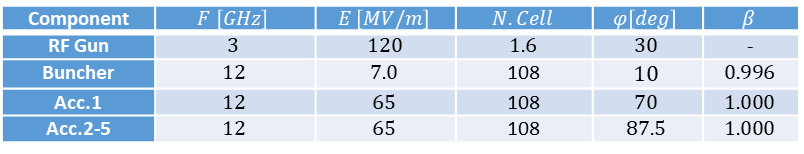 Component F [GHz] E [MV/m] N.Cell φ[deg] β
RF Gun 3 120 1.6 30 -
Buncher 12 7.0 108 10 0.996
Acc.1 12 65 108 70 1.000
Acc.2-5 12 65 108 87.5 1.000